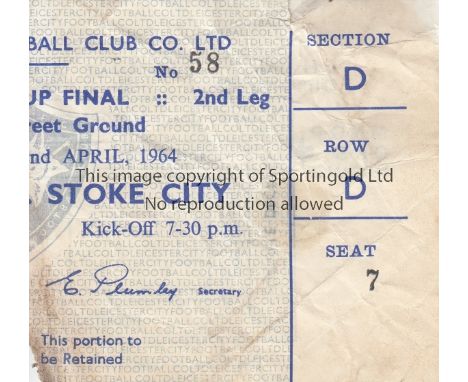 BALL CLUB CO. LTD
No 58
UP FINAL :: 2nd Leg
reet Ground
nd APRIL, 1964
This image copyright of Sportingold Ltd
STOKE CITY
No reproduction allowed
Kick-Off 7-30 p.m.
E. Plumley Secretary
This portion to
be Retained
SECTION
D
ROW
D
SEAT
7